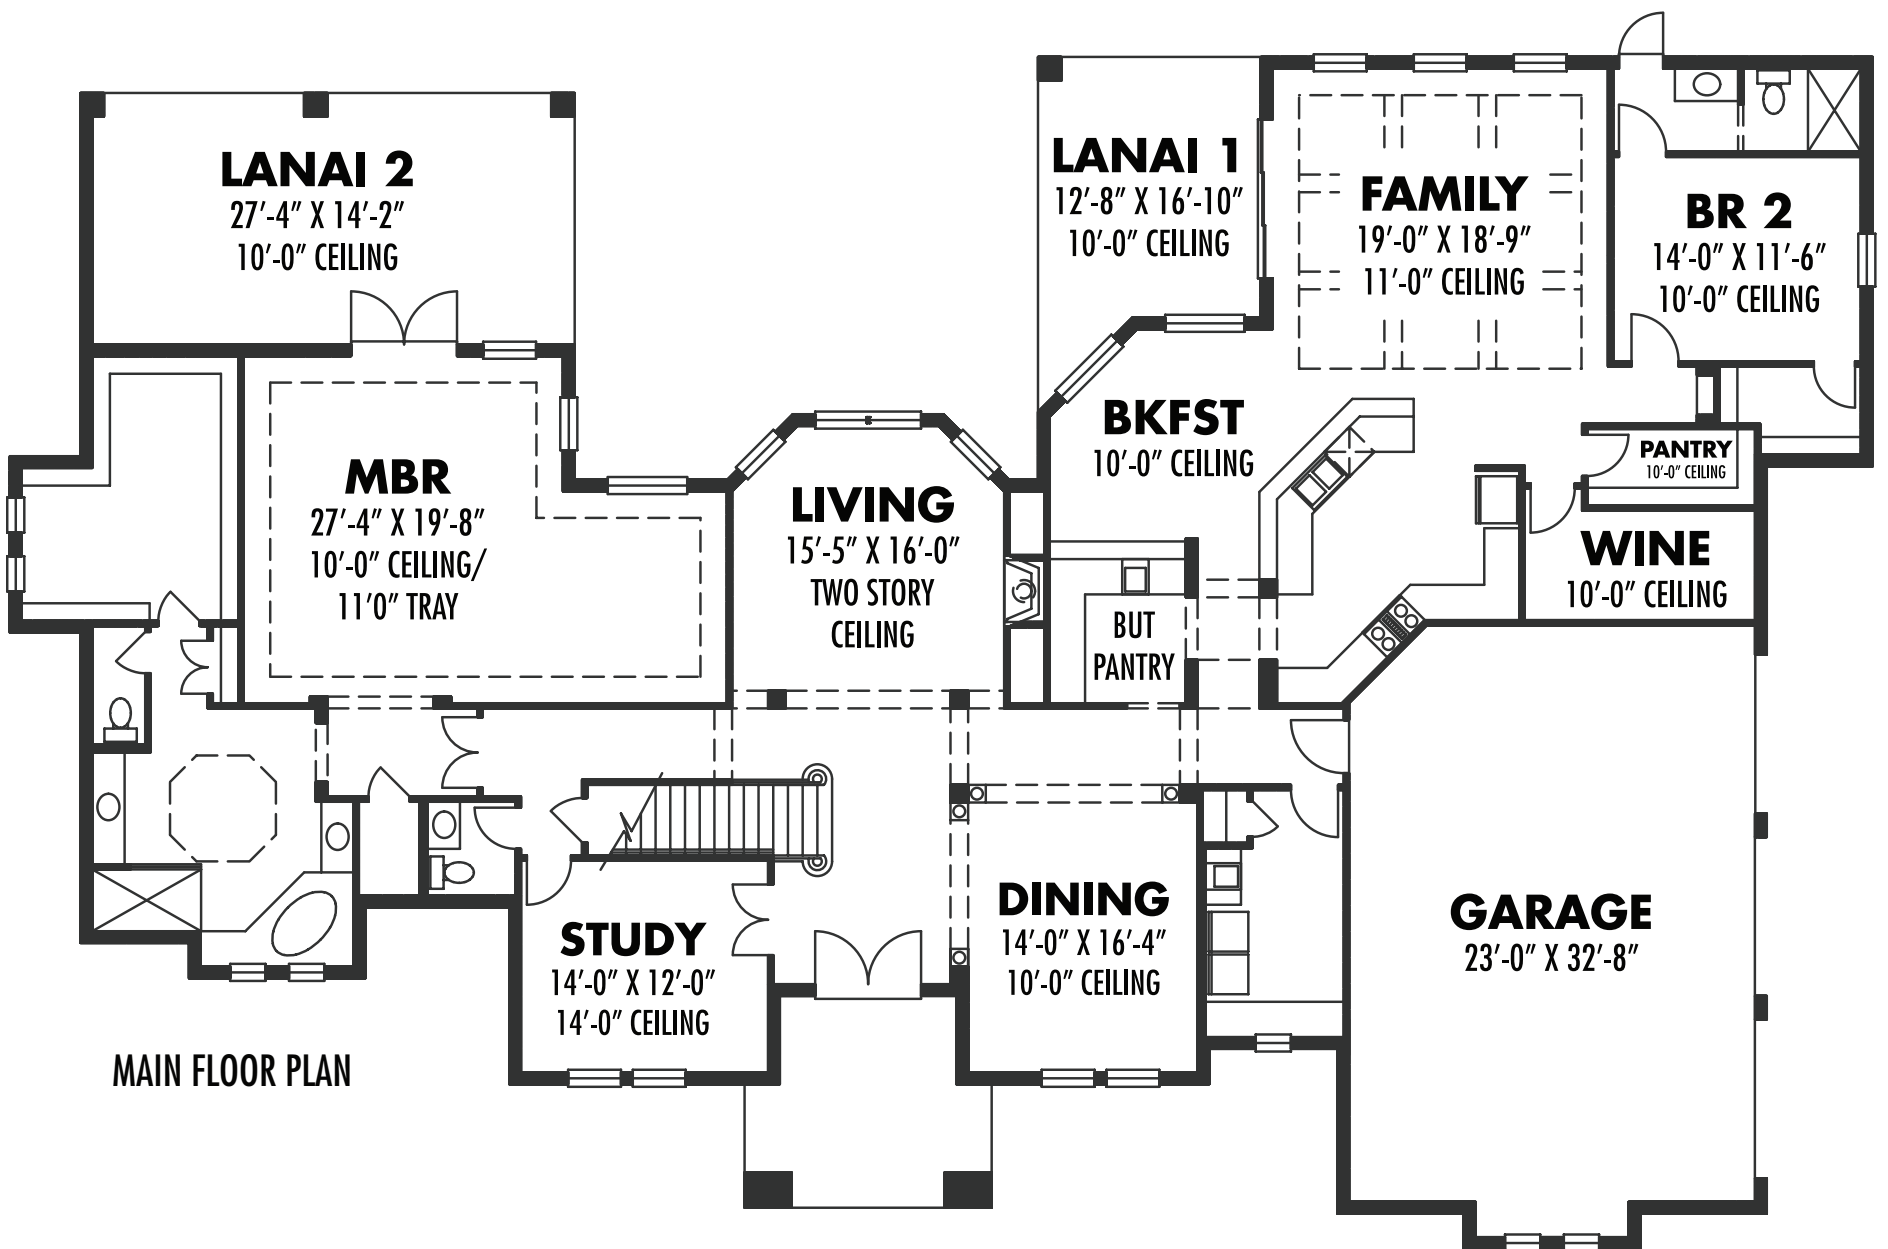 LANAI 2
27'-4" X 14'-2"
10'-0" CEILING
LANAI 1
12'-8" X 16'-10"
10'-0" CEILING
FAMILY
19'-0" X 18'-9"
11'-0" CEILING
BR 2
14'-0" X 11'-6"
10'-0" CEILING
MBR
27'-4" X 19'-8"
10'-0" CEILING/
11'0" TRAY
LIVING
15'-5" X 16'-0"
TWO STORY
CEILING
BKFST
10'-0" CEILING
PANTRY
10'-0" CEILING
WINE
10'-0" CEILING
BUT
PANTRY
STUDY
14'-0" X 12'-0"
14'-0" CEILING
DINING
14'-0" X 16'-4"
10'-0" CEILING
GARAGE
23'-0" X 32'-8"
MAIN FLOOR PLAN